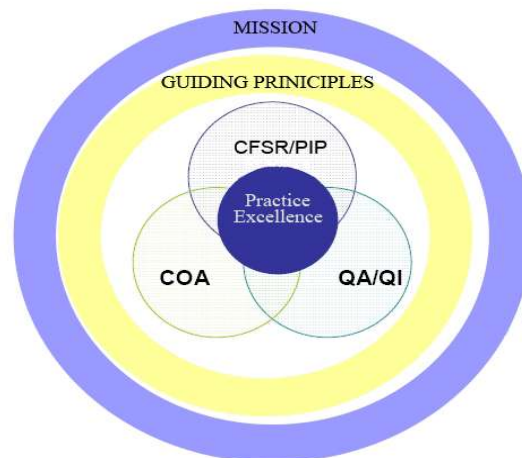 MISSION
GUIDING PRINICIPLES
CFSR/PIP
Practice
Excellence
COA
QA/QI